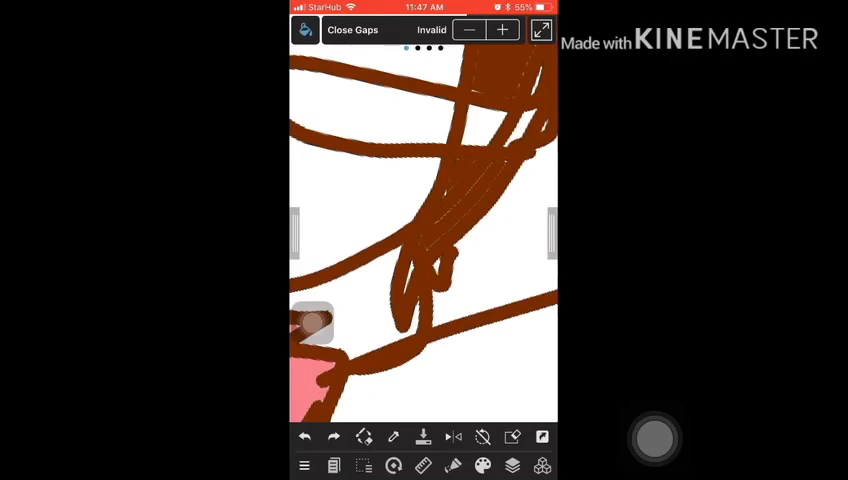 StarHub 11:47 AM 55%
Close Gaps Invalid
Made with KINEMASTER